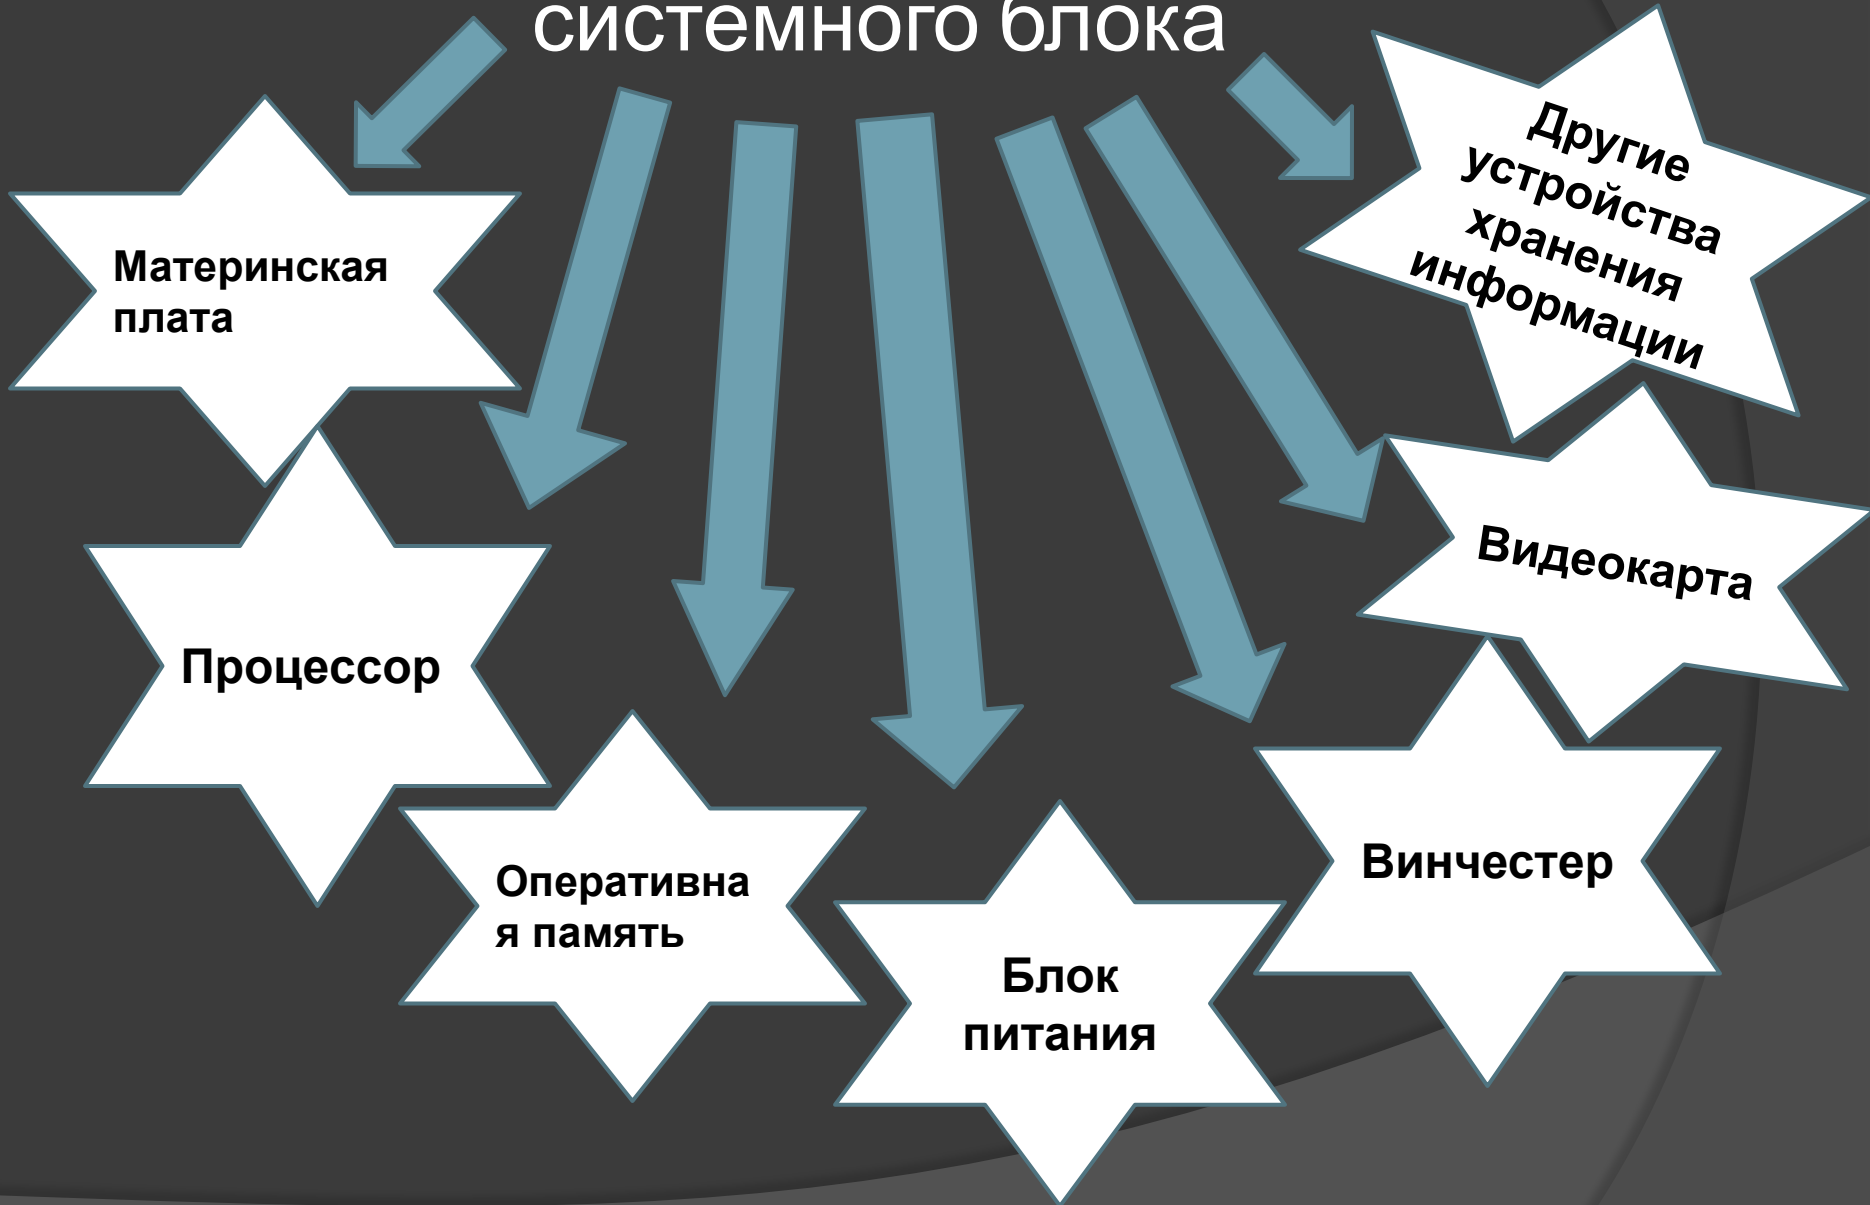 системного блока
Материнская
плата
Процессор
Оперативна
я память
Блок
питания
Винчестер
Видеокарта
Другие
устройства
хранения
информации